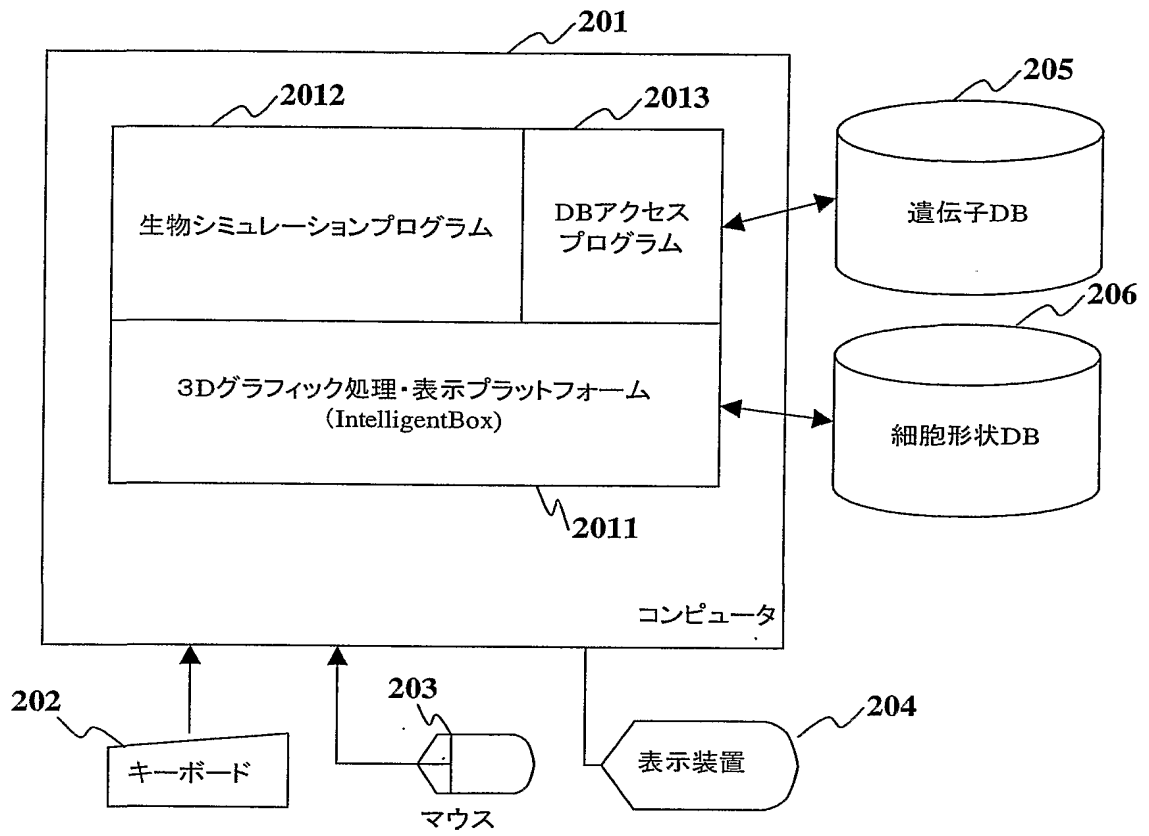 201
2012
2013
205
生物シミュレーションプログラム
DBアクセス
プログラム
遺伝子DB
206
3Dグラフィック処理・表示プラットフォーム
(IntelligentBox)
細胞形状DB
2011
コンピュータ
202
203
204
キーボード
マウス
表示装置